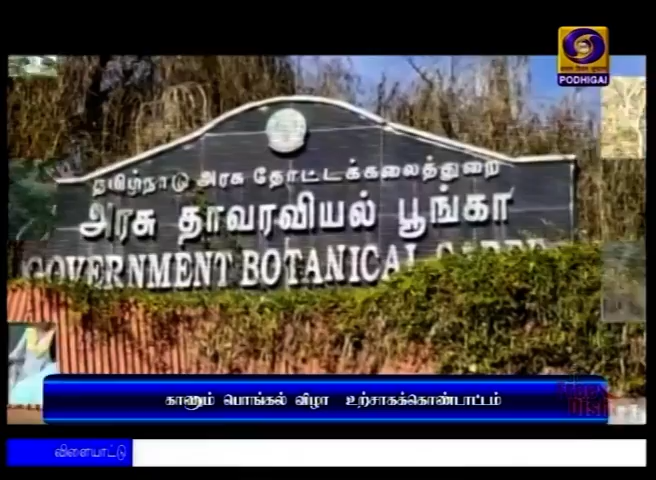 PODHIGAI
தமிழ்நாடு அரசு தோட்டக்கலைத்துறை
அரசு தாவரவியல் பூங்கா
GOVERNMENT BOTANICAL
காணும் பொங்கல் விழா உற்சாகக்கொண்டாட்டம்
விளையாட்டு